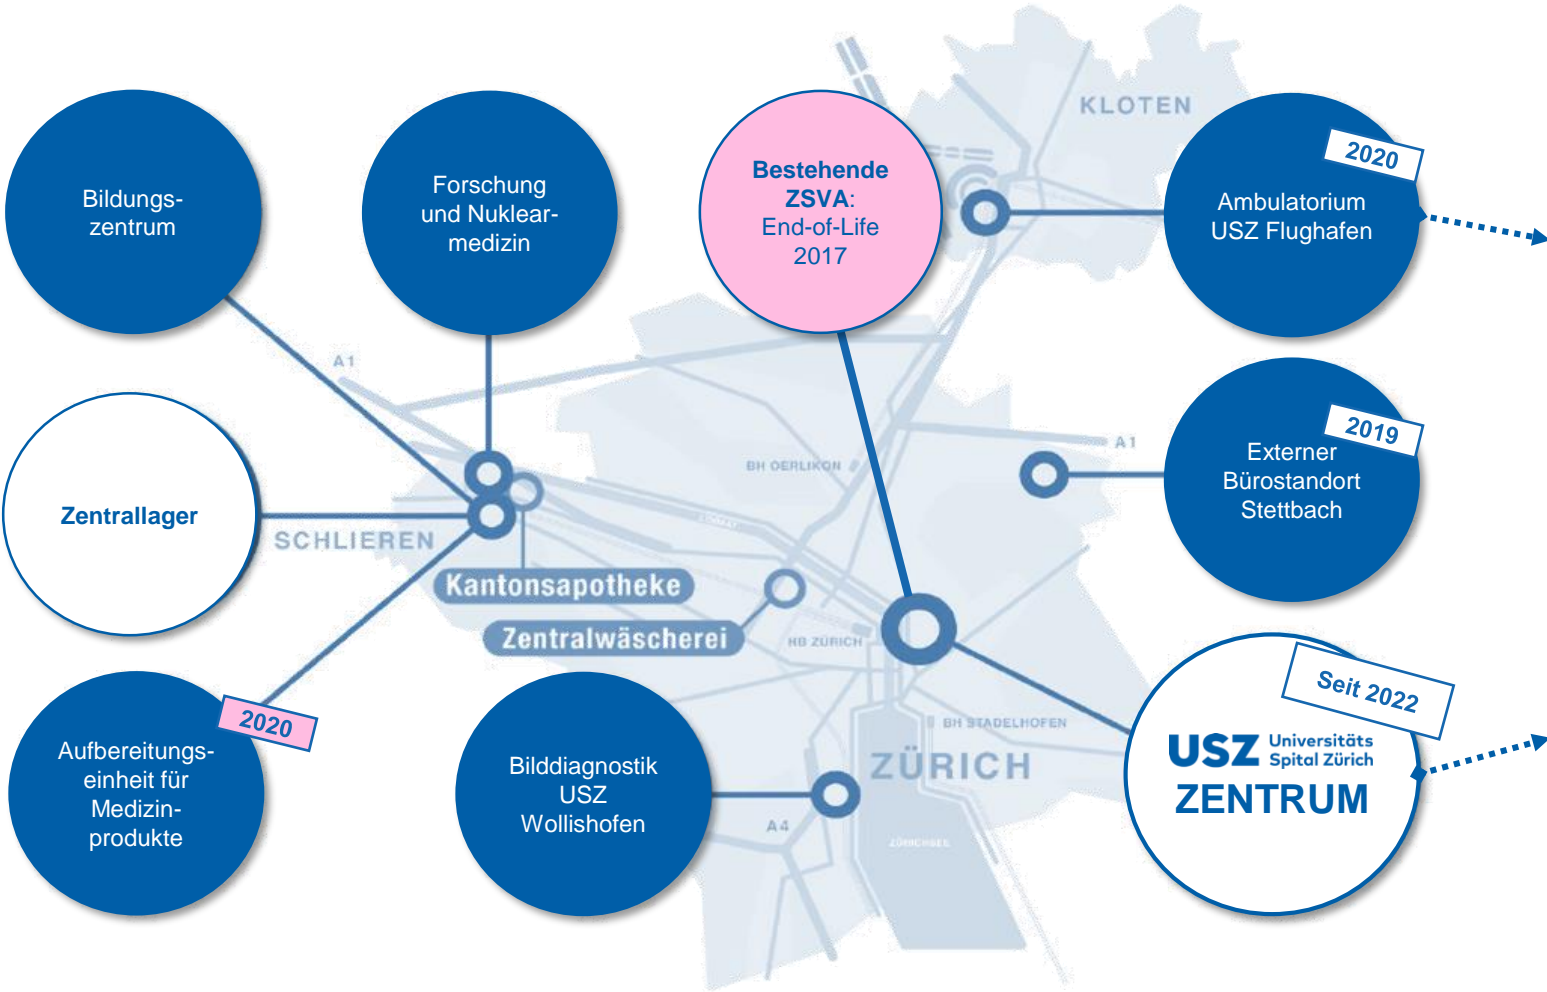 Bildungs-
zentrum
Forschung
und Nuklear-
medizin
Bestehende
ZSVA:
End-of-Life
2017
KLOTEN
2020
Ambulatorium
USZ Flughafen
A1
Zentrallager
SCHLIEREN
Kantonsapotheke
Zentralwäscherei
BH OERLIKON
A1
2019
Externer
Bürostandort
Stettbach
HB ZÜRICH
BH STADELHOFEN
ZÜRICH
ZÜRICHSEE
A4
2020
Aufbereitungs-
einheit für
Medizin-
produkte
Bilddiagnostik
USZ
Wollishofen
Seit 2022
USZ Universitäts
Spital Zürich
ZENTRUM